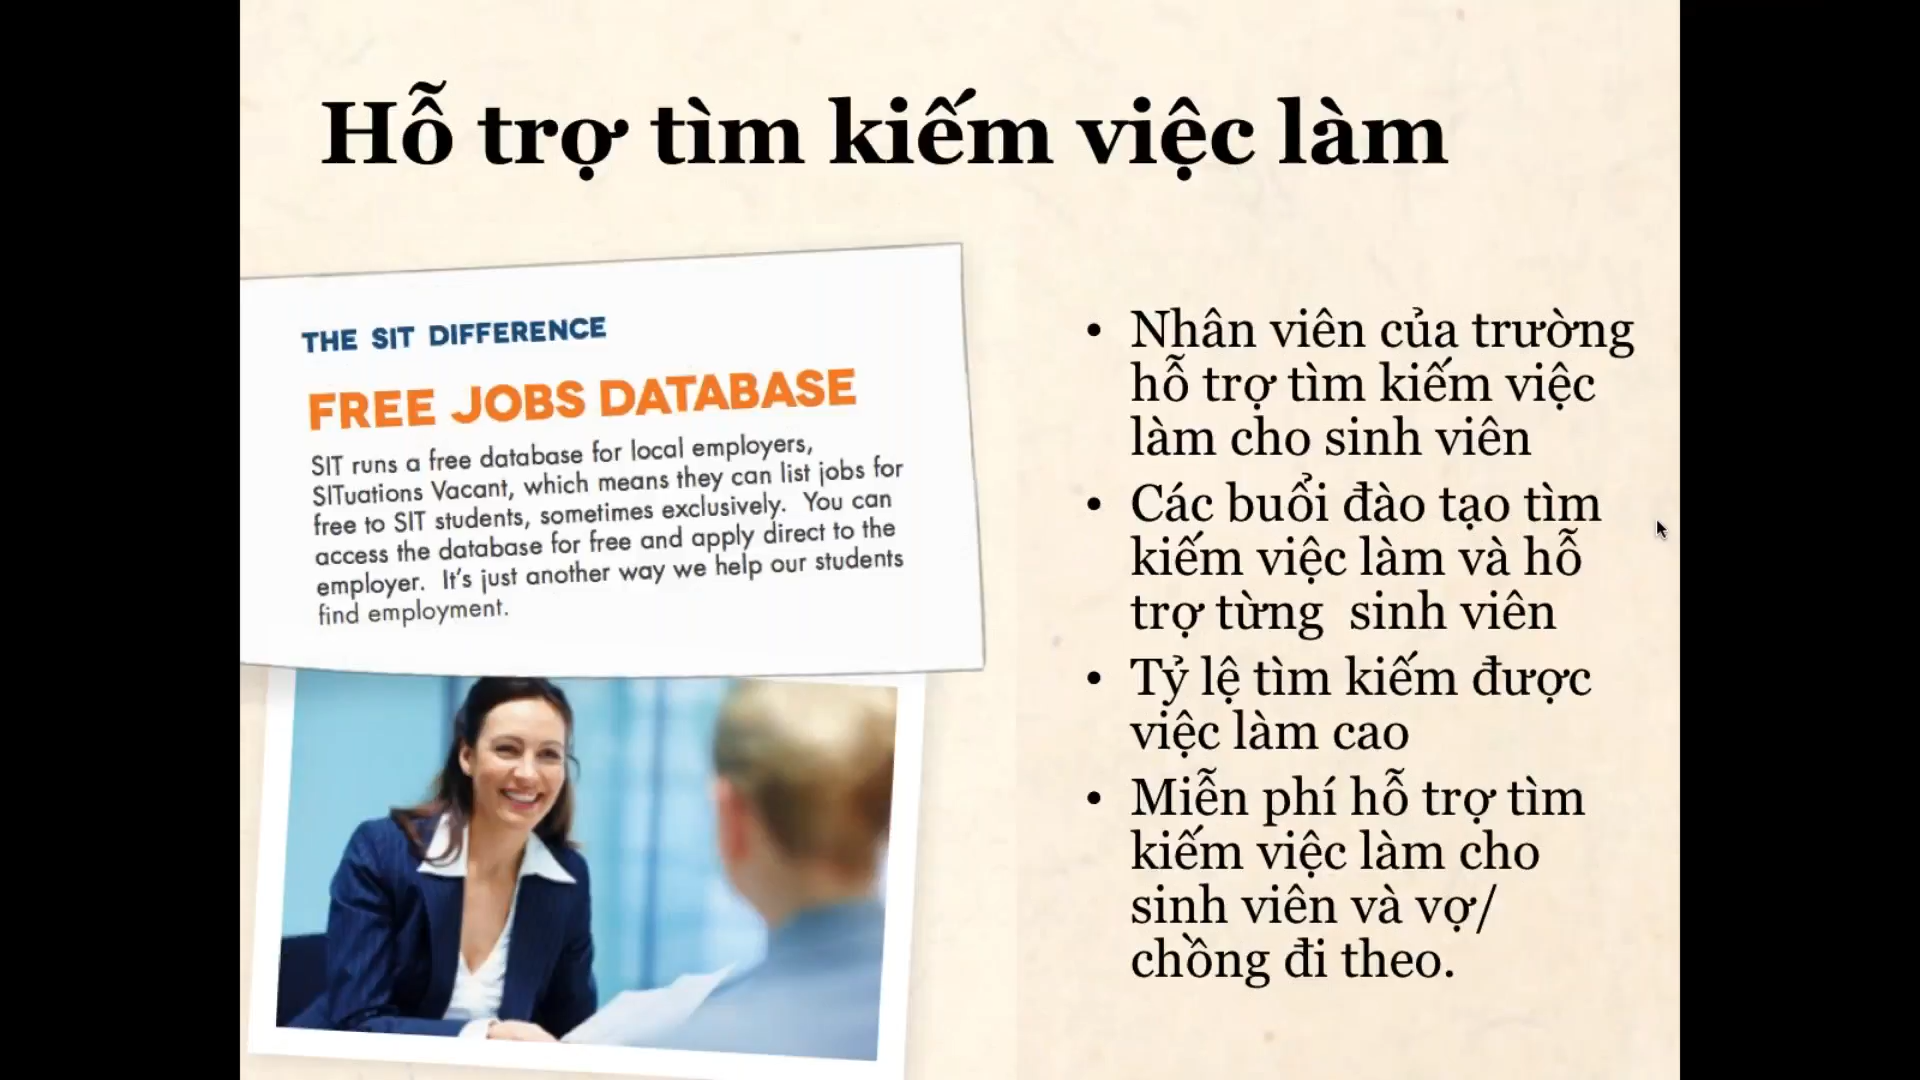 Hỗ trợ tìm kiếm việc làm
THE SIT DIFFERENCE
FREE JOBS DATABASE
SIT runs a free database for local employers,
SITuations Vacant, which means they can list jobs for
free to SIT students, sometimes exclusively. You can
access the database for free and apply direct to the
employer. It's just another way we help our students
find employment.
• Nhân viên của trường
hỗ trợ tìm kiếm việc
làm cho sinh viên
• Các buổi đào tạo tìm
kiếm việc làm và hỗ
trợ từng sinh viên
• Tỷ lệ tìm kiếm được
việc làm cao
• Miễn phí hỗ trợ tìm
kiếm việc làm cho
sinh viên và vợ/
chồng đi theo.